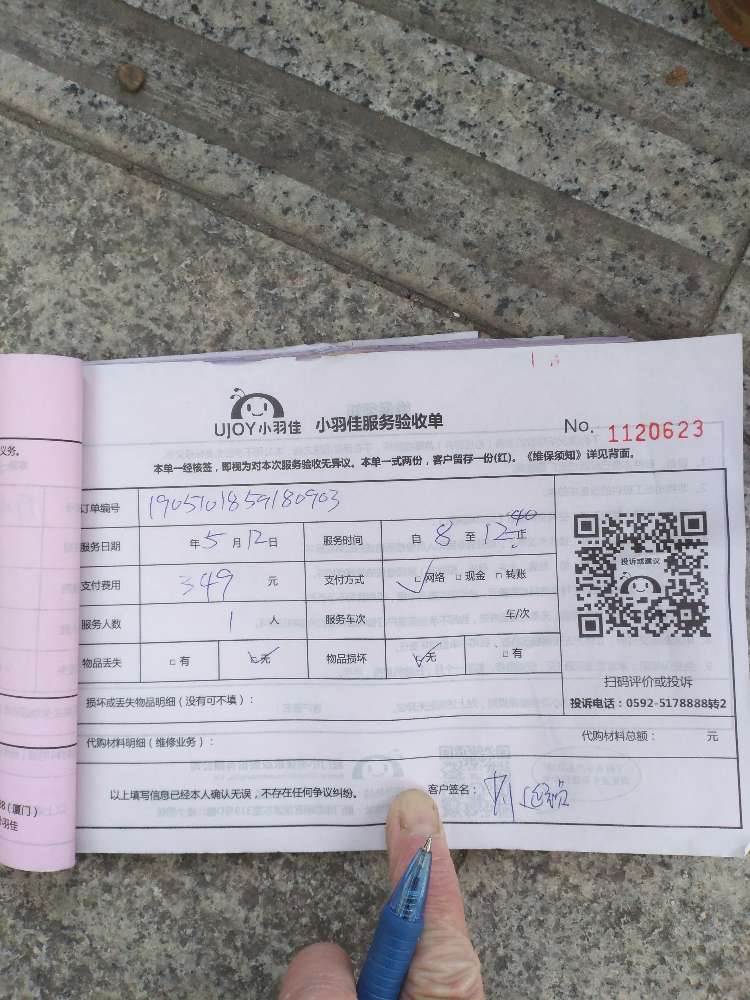 义务。
UJOY小羽佳 小羽佳服务验收单 No. 1120623
本单一经核签，即视为对本次服务验收无异议。本单一式两份，客户留存一份(红)。《维保须知》详见背面。
订单编号 1905101859180903
服务日期 年5月12日 服务时间 自 8 至 12 40 止
支付费用 349 元 支付方式 ☑网络 □现金 □转账
服务人数 1 人 服务车次 车/次
物品丢失 □有 ☑无 物品损坏 ☑无 □有
投诉或建议
扫码评价或投诉
投诉电话：0592-5178888转2
损坏或丢失物品明细（没有可不填）：
代购材料明细（维修业务）： 代购材料总额： 元
以上填写信息已经本人确认无误，不存在任何争议纠纷。 客户签名：
8（厦门）
小羽佳